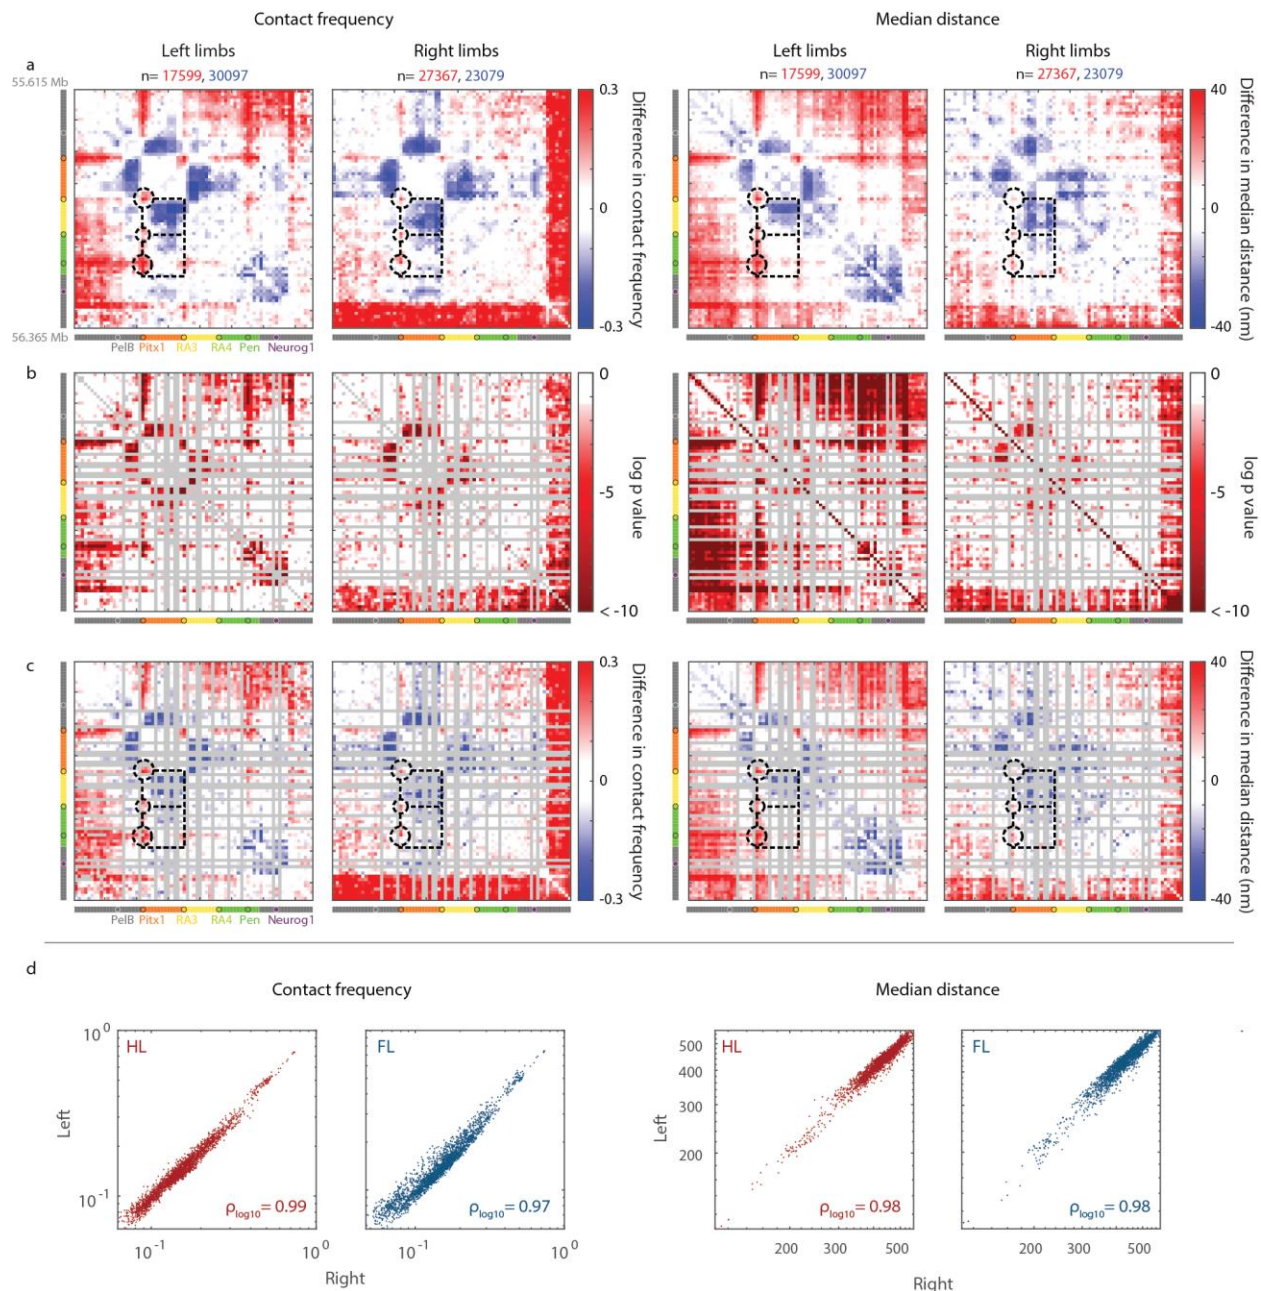 Contact frequency
Median distance
Left limbs
Right limbs
Left limbs
Right limbs
n= 17599, 30097
n= 27367, 23079
n= 17599, 30097
n= 27367, 23079
a
55.615 Mb
56.365 Mb
PelB Pitx1 RA3 RA4 Pen Neurog1
0.3
0
-0.3
Difference in contact frequency
40
0
-40
Difference in median distance (nm)
b
0
-5
< -10
log p value
0
-5
< -10
log p value
c
PelB Pitx1 RA3 RA4 Pen Neurog1
0.3
0
-0.3
Difference in contact frequency
40
0
-40
Difference in median distance (nm)
d
Contact frequency
Median distance
HL
FL
HL
FL
10⁰
10⁻¹
Left
ρlog10= 0.99
ρlog10= 0.97
10⁻¹ 10⁰
10⁻¹ 10⁰
Right
500
400
300
200
Left
ρlog10= 0.98
ρlog10= 0.98
200 300 500
200 300 500
Right